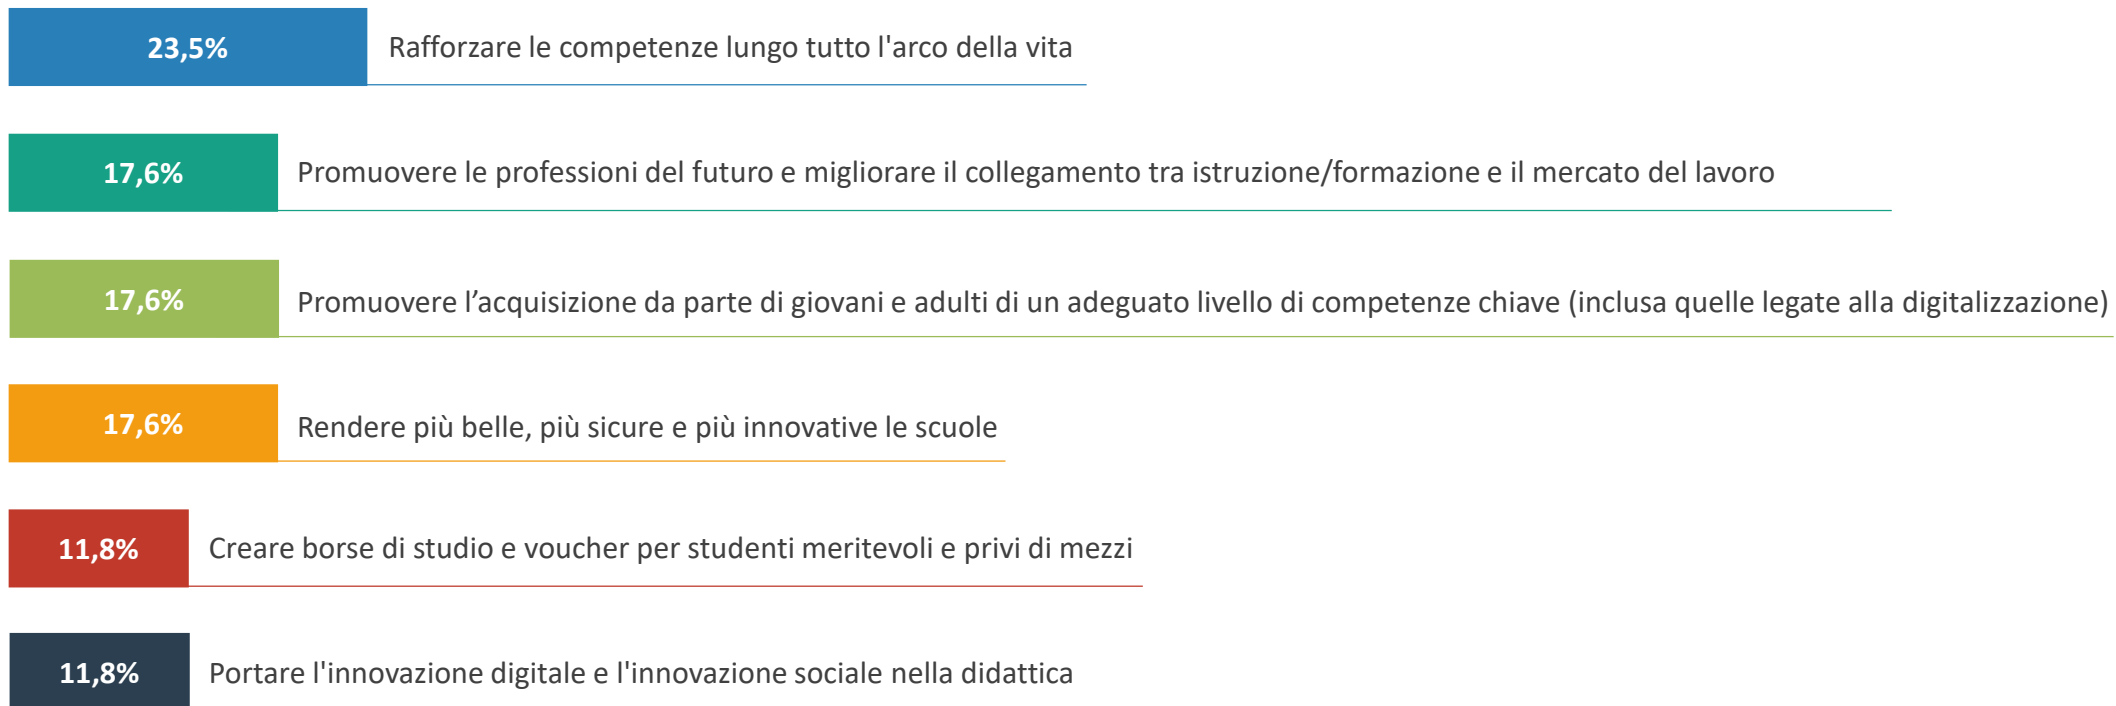 23,5% Rafforzare le competenze lungo tutto l'arco della vita
17,6% Promuovere le professioni del futuro e migliorare il collegamento tra istruzione/formazione e il mercato del lavoro
17,6% Promuovere l’acquisizione da parte di giovani e adulti di un adeguato livello di competenze chiave (inclusa quelle legate alla digitalizzazione)
17,6% Rendere più belle, più sicure e più innovative le scuole
11,8% Creare borse di studio e voucher per studenti meritevoli e privi di mezzi
11,8% Portare l'innovazione digitale e l'innovazione sociale nella didattica